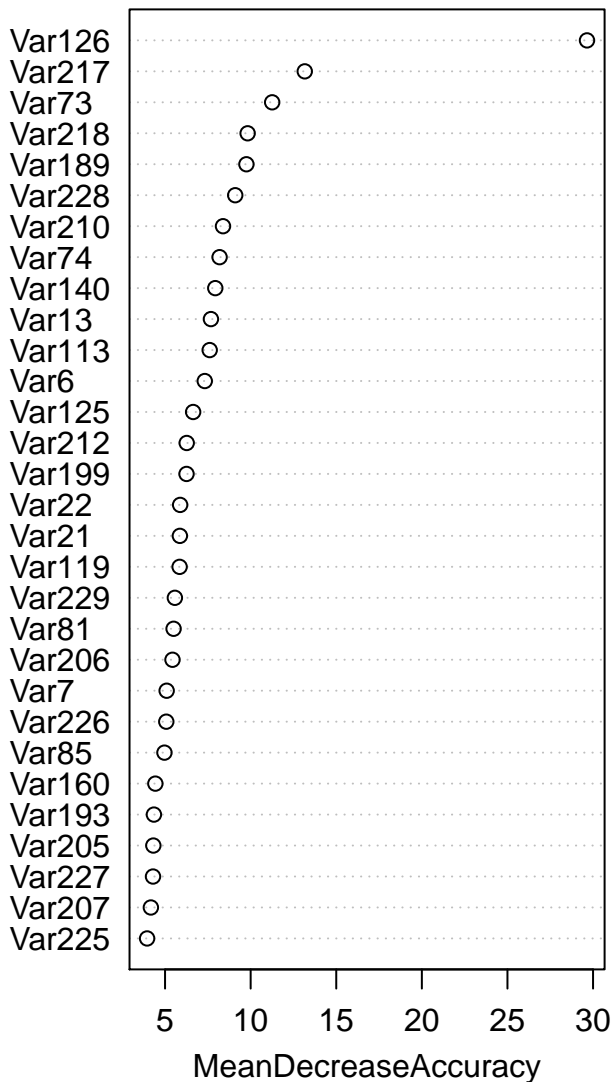 Var126
Var217
Var73
Var218
Var189
Var228
Var210
Var74
Var140
Var13
Var113
Var6
Var125
Var212
Var199
Var22
Var21
Var119
Var229
Var81
Var206
Var7
Var226
Var85
Var160
Var193
Var205
Var227
Var207
Var225
5 10 15 20 25 30
MeanDecreaseAccuracy